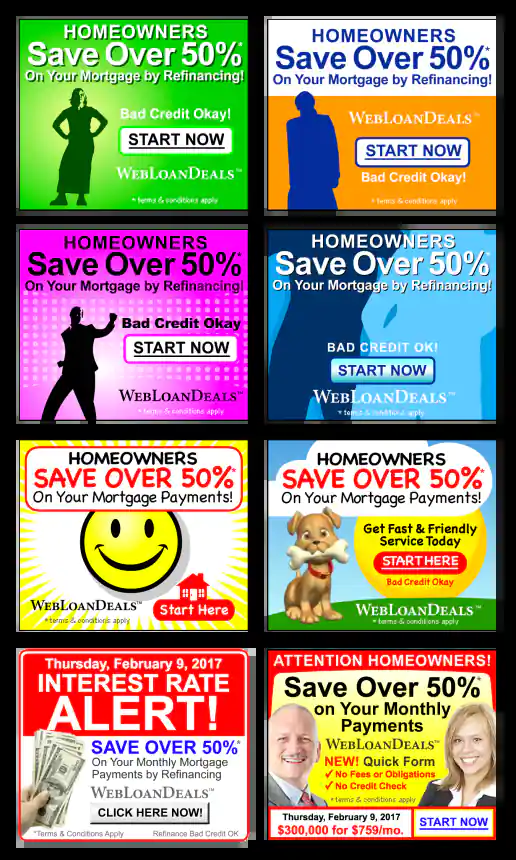 HOMEOWNERS
Save Over 50%*
On Your Mortgage by Refinancing!
Bad Credit Okay!
START NOW
WEBLOANDEALS™
* terms & conditions apply
HOMEOWNERS
Save Over 50%*
On Your Mortgage by Refinancing!
WEBLOANDEALS™
START NOW
Bad Credit Okay!
* terms & conditions apply
HOMEOWNERS
Save Over 50%*
On Your Mortgage by Refinancing!
Bad Credit Okay
START NOW
WEBLOANDEALS™
* terms & conditions apply
HOMEOWNERS
Save Over 50%*
On Your Mortgage by Refinancing!
BAD CREDIT OK!
START NOW
WEBLOANDEALS™
* terms & conditions apply
HOMEOWNERS
SAVE OVER 50%*
On Your Mortgage Payments!
WEBLOANDEALS™
Start Here
* terms & conditions apply
HOMEOWNERS
SAVE OVER 50%*
On Your Mortgage Payments!
Get Fast & Friendly
Service Today
START HERE
Bad Credit Okay
WEBLOANDEALS™
* terms & conditions apply
Thursday, February 9, 2017
INTEREST RATE
ALERT!
SAVE OVER 50%*
On Your Monthly Mortgage
Payments by Refinancing
WEBLOANDEALS™
CLICK HERE NOW!
*Terms & Conditions Apply Refinance Bad Credit OK
ATTENTION HOMEOWNERS!
Save Over 50%*
on Your Monthly
Payments
WEBLOANDEALS™
NEW! Quick Form
✓ No Fees or Obligations
✓ No Credit Check
* terms & conditions apply
Thursday, February 9, 2017
$300,000 for $759/mo.
START NOW